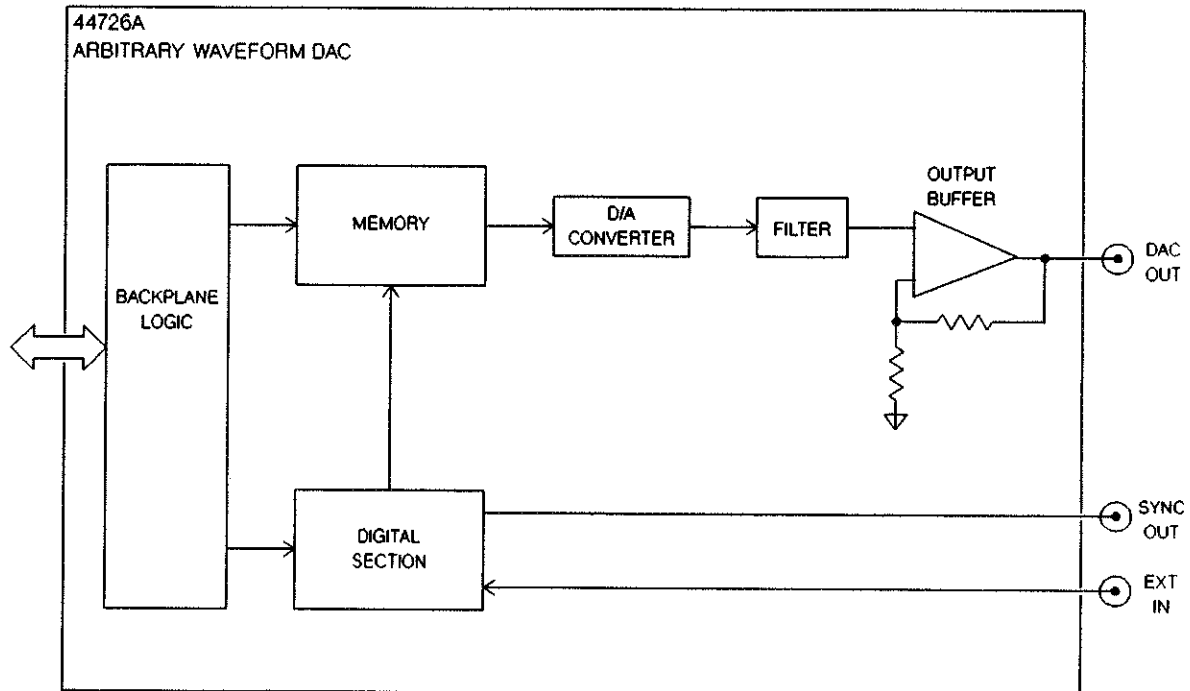 44726A
ARBITRARY WAVEFORM DAC
OUTPUT
BUFFER
MEMORY
D/A
CONVERTER
FILTER
DAC
OUT
BACKPLANE
LOGIC
DIGITAL
SECTION
SYNC
OUT
EXT
IN